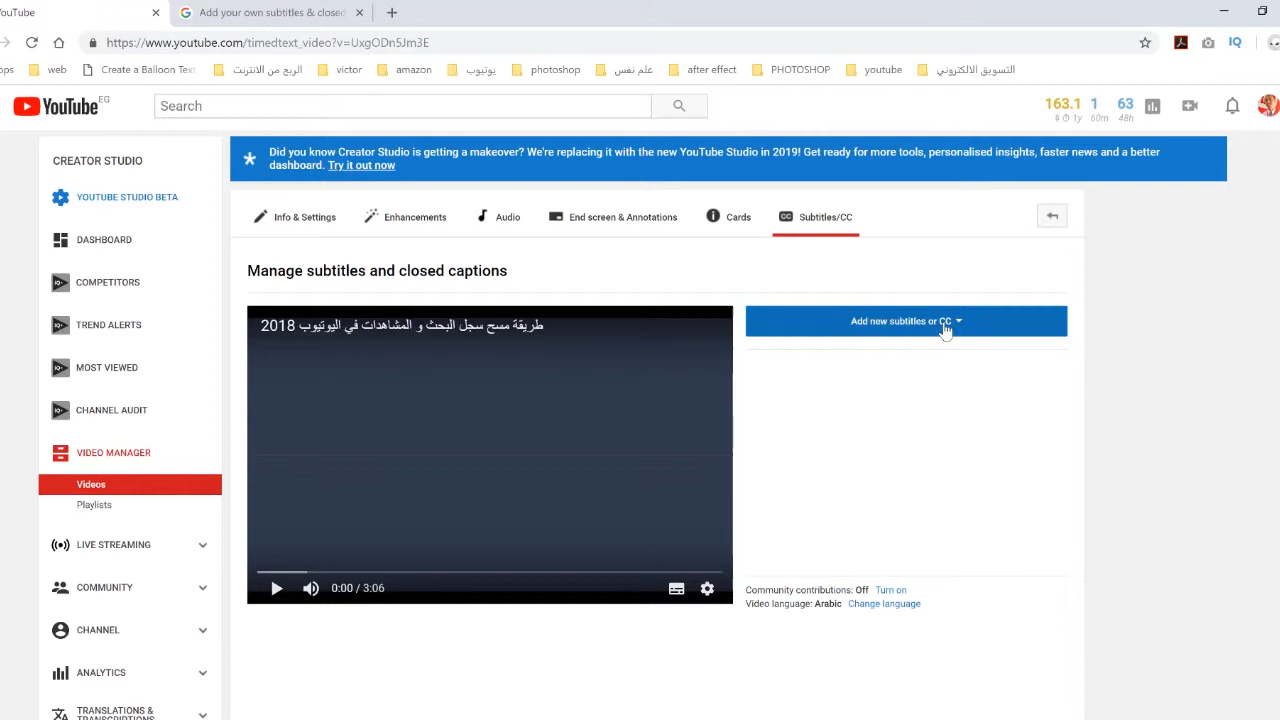 YouTube
Add your own subtitles & closed
https://www.youtube.com/timedtext_video?v=UxgODn5Jm3E
web
Create a Balloon Text
الربح من الانترنت
victor
amazon
يوتيوب
photoshop
علم نفس
after effect
PHOTOSHOP
youtube
التسويق الالكتروني
YouTube EG
Search
163.1 1 63
1y 60m 48h
Did you know Creator Studio is getting a makeover? We're replacing it with the new YouTube Studio in 2019! Get ready for more tools, personalised insights, faster news and a better
dashboard. Try it out now
CREATOR STUDIO
YOUTUBE STUDIO BETA
DASHBOARD
COMPETITORS
TREND ALERTS
MOST VIEWED
CHANNEL AUDIT
VIDEO MANAGER
Videos
Playlists
LIVE STREAMING
COMMUNITY
CHANNEL
ANALYTICS
TRANSLATIONS &
TRANSCRIPTIONS
Info & Settings
Enhancements
Audio
End screen & Annotations
Cards
CC Subtitles/CC
Manage subtitles and closed captions
طريقة مسح سجل البحث و المشاهدات في اليوتيوب 2018
0:00 / 3:06
Add new subtitles or CC
Community contributions: Off Turn on
Video language: Arabic Change language